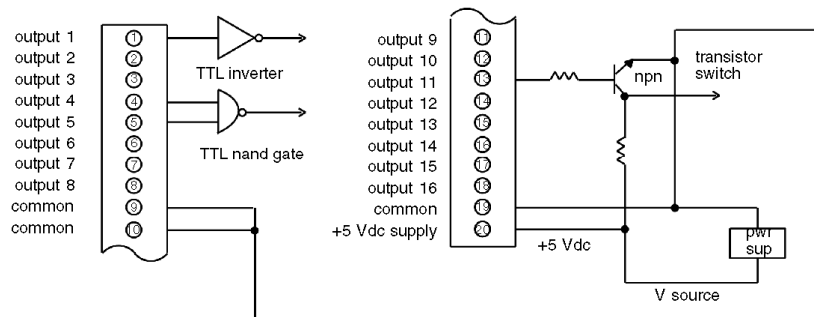 output 1 1
output 2 2
output 3 3
output 4 4
output 5 5
output 6 6
output 7 7
output 8 8
common 9
common 10
TTL inverter
TTL nand gate
output 9 11
output 10 12
output 11 13
output 12 14
output 13 15
output 14 16
output 15 17
output 16 18
common 19
+5 Vdc supply 20
npn
transistor
switch
+5 Vdc
pwr
sup
V source